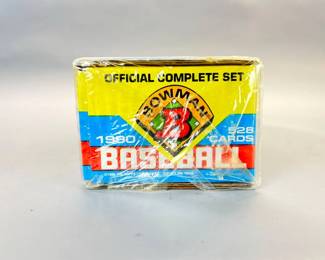 OFFICIAL COMPLETE SET
BOWMAN
B
1990
528
CARDS
BASEBALL